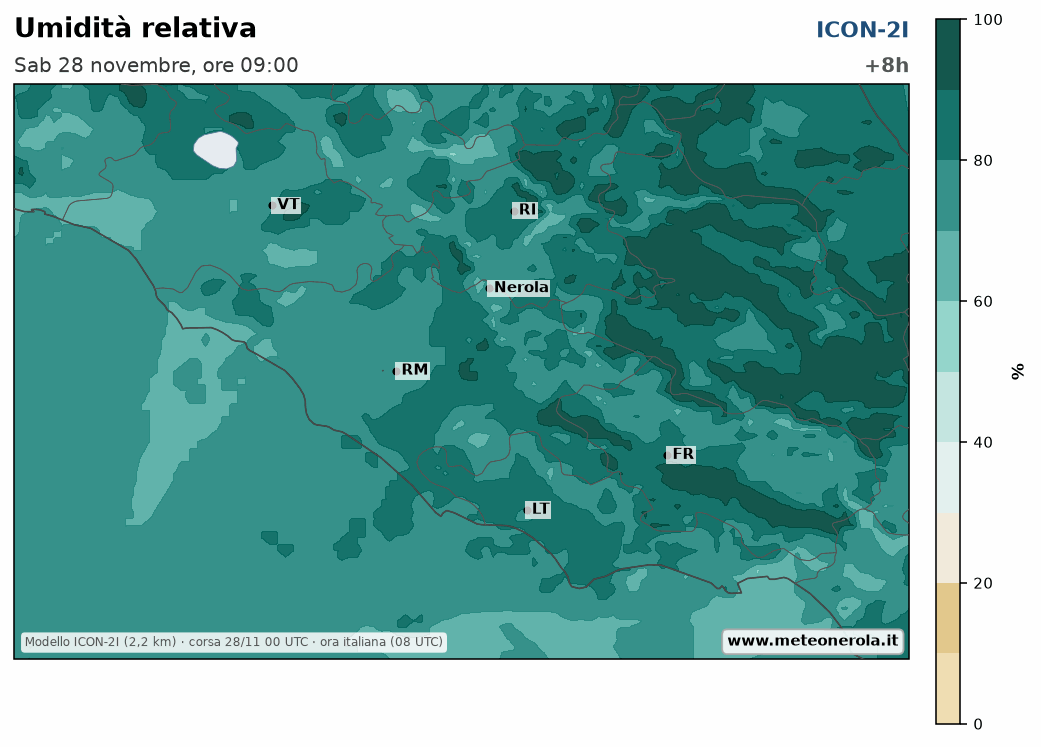 Umidità relativa
ICON-2I
Sab 28 novembre, ore 09:00
+8h
100
80
60
40
20
0
%
VT
RI
Nerola
RM
FR
LT
Modello ICON-2I (2,2 km) · corsa 28/11 00 UTC · ora italiana (08 UTC)
www.meteonerola.it